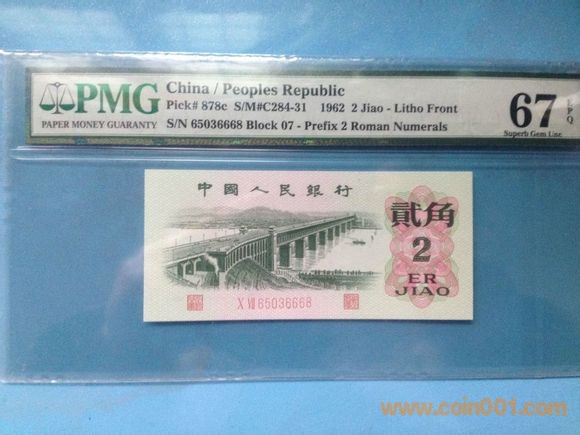 PMG
PAPER MONEY GUARANTY
China / Peoples Republic
Pick# 878c S/M#C284-31 1962 2 Jiao - Litho Front
S/N 65036668 Block 07 - Prefix 2 Roman Numerals
67 EPQ
Superb Gem Unc
中國人民銀行
貳角
2
ER
JIAO
X VII 65036668
www.coin001.com